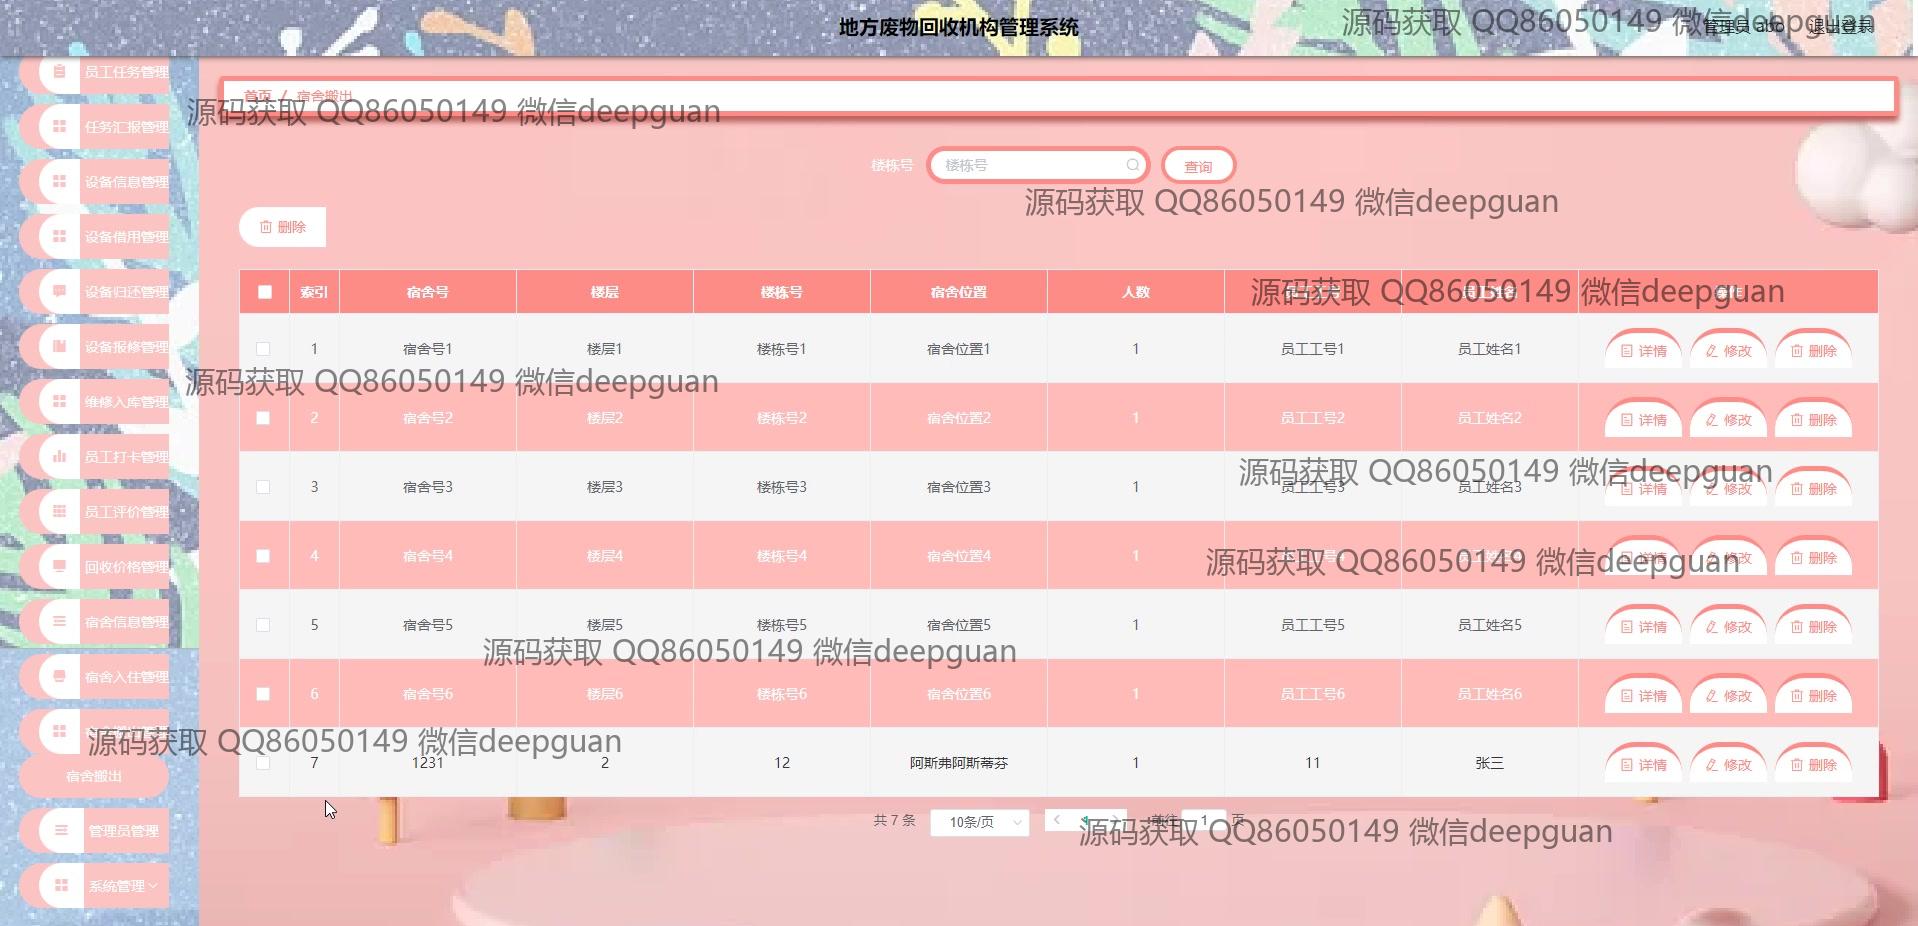 地方废物回收机构管理系统
管理员 abo 退出登录
源码获取 QQ86050149 微信deepguan
员工任务管理
任务汇报管理
设备信息管理
设备借用管理
设备归还管理
设备报修管理
维修入库管理
员工打卡管理
员工评价管理
回收价格管理
宿舍信息管理
宿舍入住管理
宿舍搬出管理
宿舍搬出
管理员管理
系统管理
首页 / 宿舍搬出
源码获取 QQ86050149 微信deepguan
楼栋号 楼栋号 查询
源码获取 QQ86050149 微信deepguan
删除
索引 宿舍号 楼层 楼栋号 宿舍位置 人数 员工工号 员工姓名 操作
源码获取 QQ86050149 微信deepguan
1 宿舍号1 楼层1 楼栋号1 宿舍位置1 1 员工工号1 员工姓名1 详情 修改 删除
源码获取 QQ86050149 微信deepguan
2 宿舍号2 楼层2 楼栋号2 宿舍位置2 1 员工工号2 员工姓名2 详情 修改 删除
源码获取 QQ86050149 微信deepguan
3 宿舍号3 楼层3 楼栋号3 宿舍位置3 1 员工工号3 员工姓名3 详情 修改 删除
4 宿舍号4 楼层4 楼栋号4 宿舍位置4 1 员工工号4 员工姓名4 详情 修改 删除
源码获取 QQ86050149 微信deepguan
5 宿舍号5 楼层5 楼栋号5 宿舍位置5 1 员工工号5 员工姓名5 详情 修改 删除
源码获取 QQ86050149 微信deepguan
6 宿舍号6 楼层6 楼栋号6 宿舍位置6 1 员工工号6 员工姓名6 详情 修改 删除
源码获取 QQ86050149 微信deepguan
7 1231 2 12 阿斯弗阿斯蒂芬 1 11 张三 详情 修改 删除
共 7 条 10条/页 1 前往 1 页
源码获取 QQ86050149 微信deepguan